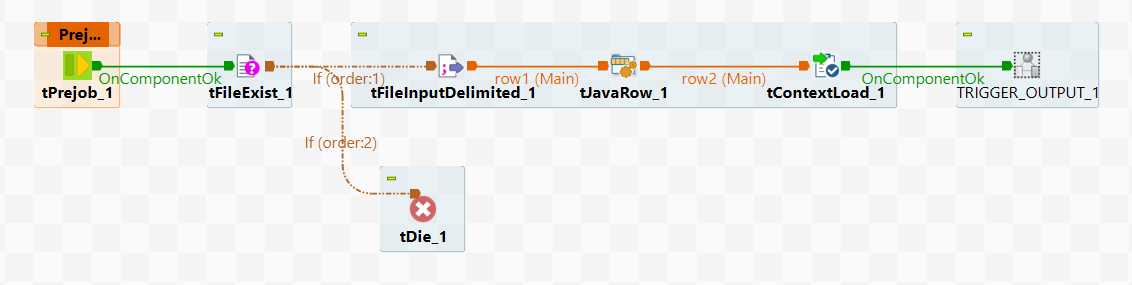 Prej...
OnComponentOk
If (order:1)
row1 (Main)
row2 (Main)
OnComponentOk
tPrejob_1
tFileExist_1
tFileInputDelimited_1
tJavaRow_1
tContextLoad_1
TRIGGER_OUTPUT_1
If (order:2)
tDie_1